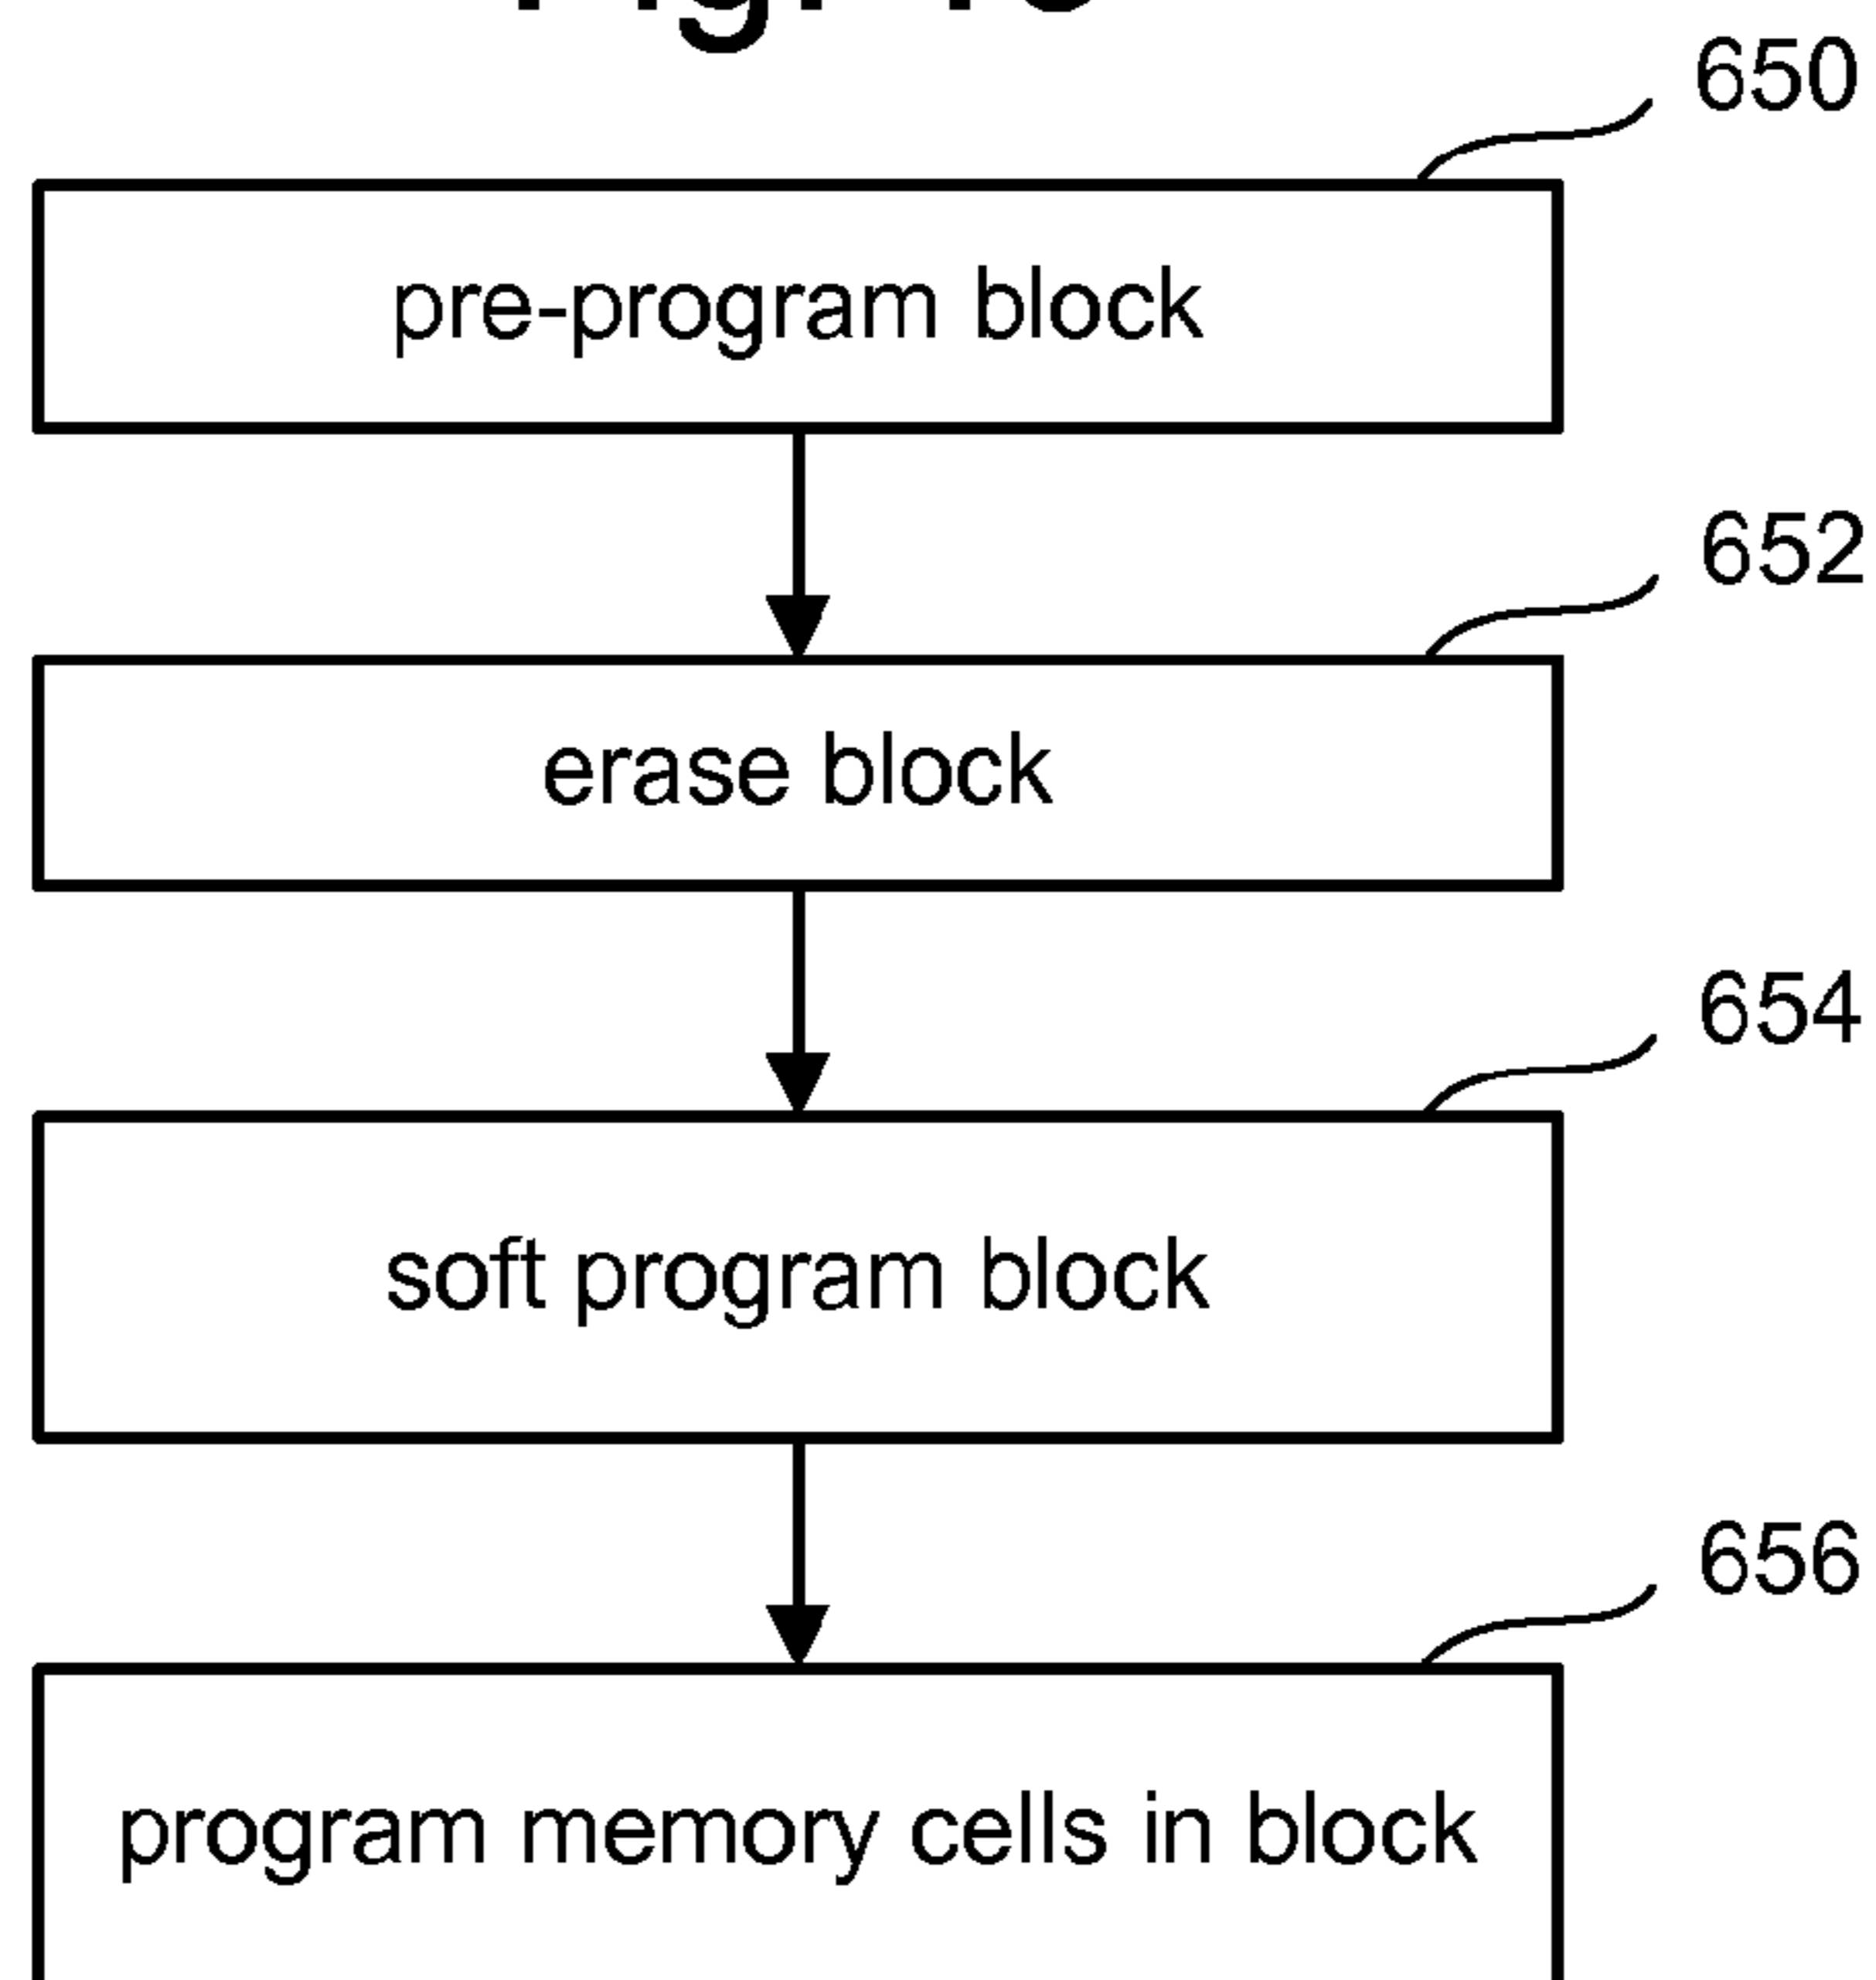 650
pre-program block
652
erase block
654
soft program block
656
program memory cells in block